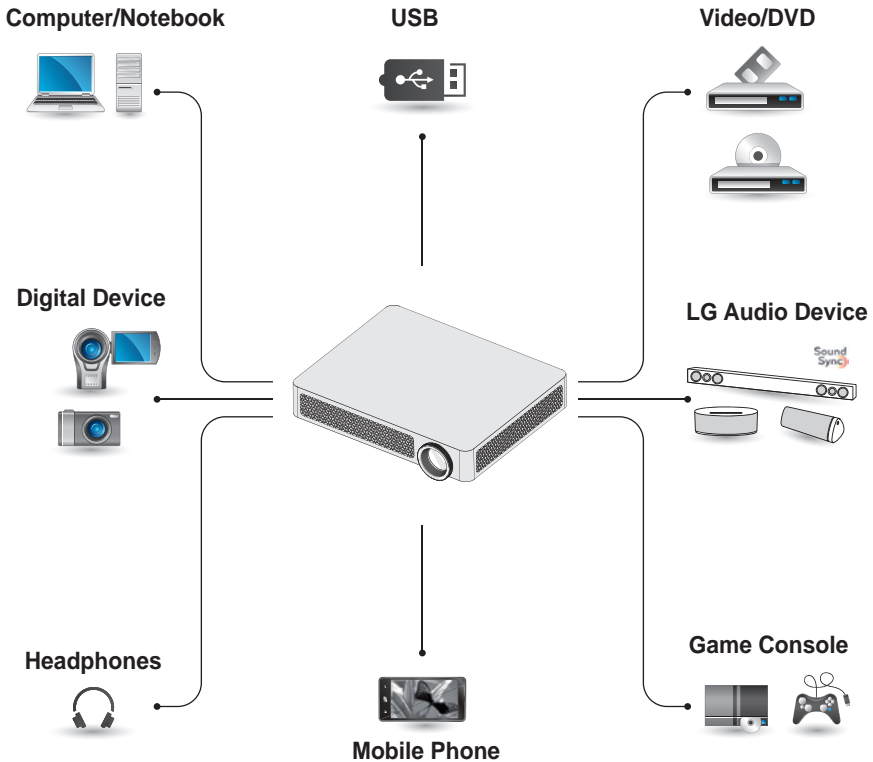 Computer/Notebook
USB
Video/DVD
Digital Device
LG Audio Device
Sound
Sync
Headphones
Game Console
Mobile Phone